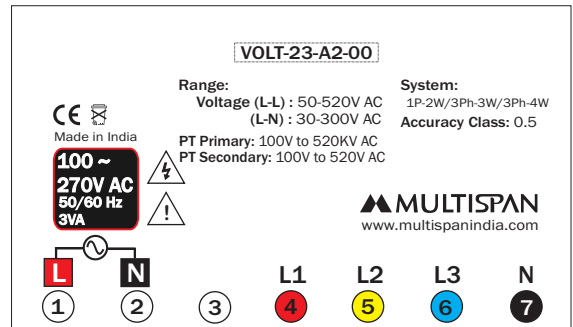 VOLT-23-A2-00
Range:
Voltage (L-L) : 50-520V AC
(L-N) : 30-300V AC
PT Primary: 100V to 520KV AC
PT Secondary: 100V to 520V AC
System:
1P-2W/3Ph-3W/3Ph-4W
Accuracy Class: 0.5
CE
Made in India
100 ~
270V AC
50/60 Hz
3VA
MULTISPAN
www.multispanindia.com
L N L1 L2 L3 N
1 2 3 4 5 6 7